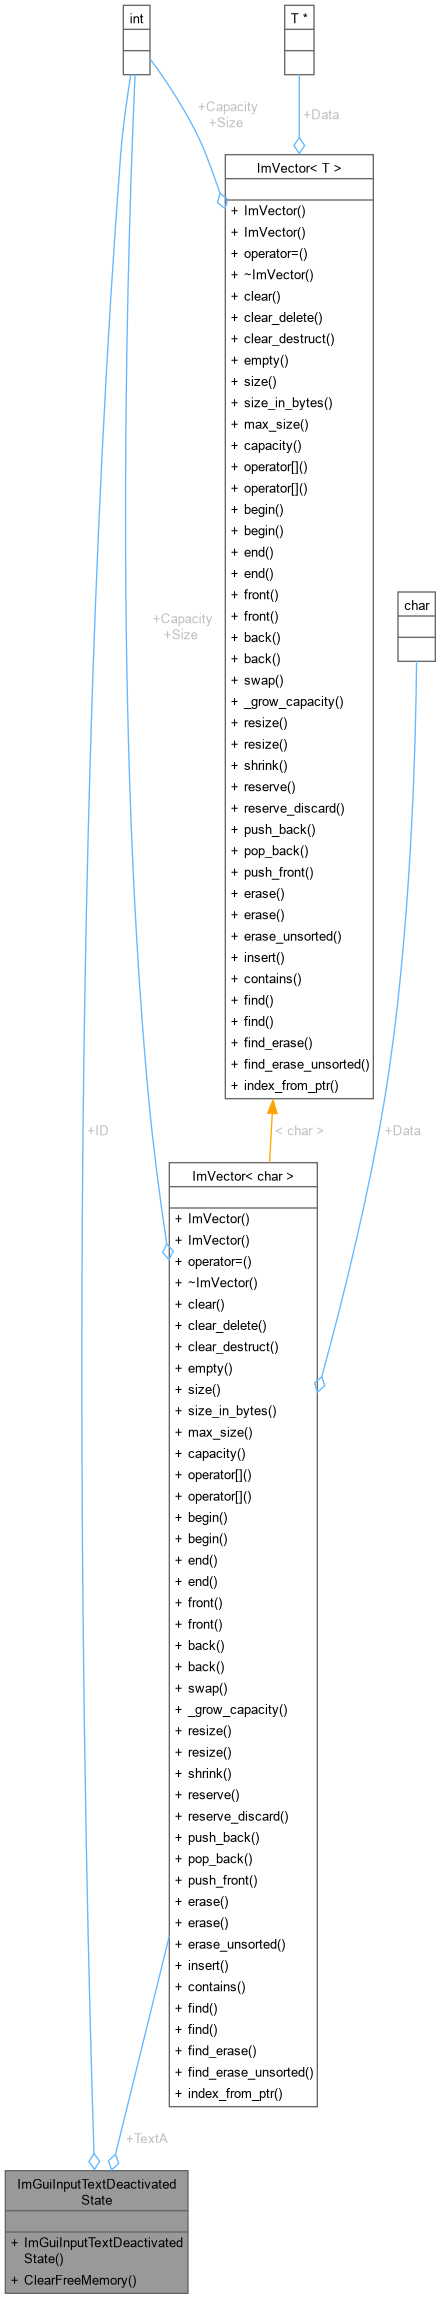 int
T *
+Capacity
+Size
+Data
ImVector< T >
+ ImVector()
+ ImVector()
+ operator=()
+ ~ImVector()
+ clear()
+ clear_delete()
+ clear_destruct()
+ empty()
+ size()
+ size_in_bytes()
+ max_size()
+ capacity()
+ operator[]()
+ operator[]()
+ begin()
+ begin()
+ end()
+ end()
+ front()
+ front()
+ back()
+ back()
+ swap()
+ _grow_capacity()
+ resize()
+ resize()
+ shrink()
+ reserve()
+ reserve_discard()
+ push_back()
+ pop_back()
+ push_front()
+ erase()
+ erase()
+ erase_unsorted()
+ insert()
+ contains()
+ find()
+ find()
+ find_erase()
+ find_erase_unsorted()
+ index_from_ptr()
char
+Capacity
+Size
+ID
< char >
+Data
ImVector< char >
+ ImVector()
+ ImVector()
+ operator=()
+ ~ImVector()
+ clear()
+ clear_delete()
+ clear_destruct()
+ empty()
+ size()
+ size_in_bytes()
+ max_size()
+ capacity()
+ operator[]()
+ operator[]()
+ begin()
+ begin()
+ end()
+ end()
+ front()
+ front()
+ back()
+ back()
+ swap()
+ _grow_capacity()
+ resize()
+ resize()
+ shrink()
+ reserve()
+ reserve_discard()
+ push_back()
+ pop_back()
+ push_front()
+ erase()
+ erase()
+ erase_unsorted()
+ insert()
+ contains()
+ find()
+ find()
+ find_erase()
+ find_erase_unsorted()
+ index_from_ptr()
+TextA
ImGuiInputTextDeactivated
State
+ ImGuiInputTextDeactivated
State()
+ ClearFreeMemory()